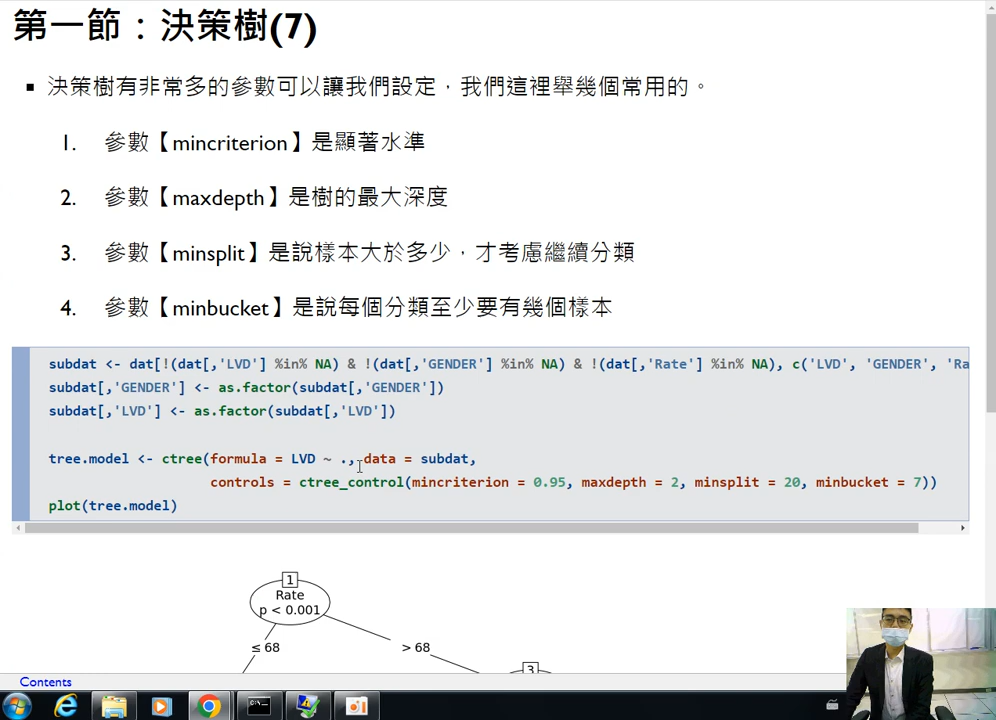 第一節：決策樹(7)
▪ 決策樹有非常多的參數可以讓我們設定，我們這裡舉幾個常用的。
1. 參數【mincriterion】是顯著水準
2. 參數【maxdepth】是樹的最大深度
3. 參數【minsplit】是說樣本大於多少，才考慮繼續分類
4. 參數【minbucket】是說每個分類至少要有幾個樣本
subdat <- dat[!(dat[,'LVD'] %in% NA) & !(dat[,'GENDER'] %in% NA) & !(dat[,'Rate'] %in% NA), c('LVD', 'GENDER', 'Ra
subdat[,'GENDER'] <- as.factor(subdat[,'GENDER'])
subdat[,'LVD'] <- as.factor(subdat[,'LVD'])
tree.model <- ctree(formula = LVD ~ ., data = subdat,
controls = ctree_control(mincriterion = 0.95, maxdepth = 2, minsplit = 20, minbucket = 7))
plot(tree.model)
1
Rate
p < 0.001
≤ 68 > 68
3
Contents